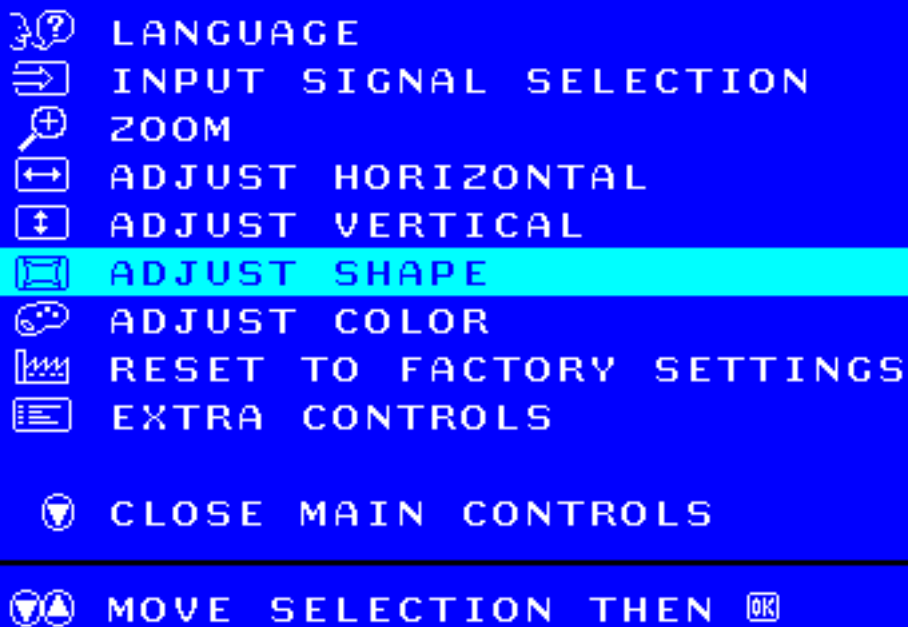 LANGUAGE
INPUT SIGNAL SELECTION
ZOOM
ADJUST HORIZONTAL
ADJUST VERTICAL
ADJUST SHAPE
ADJUST COLOR
RESET TO FACTORY SETTINGS
EXTRA CONTROLS
CLOSE MAIN CONTROLS
MOVE SELECTION THEN OK